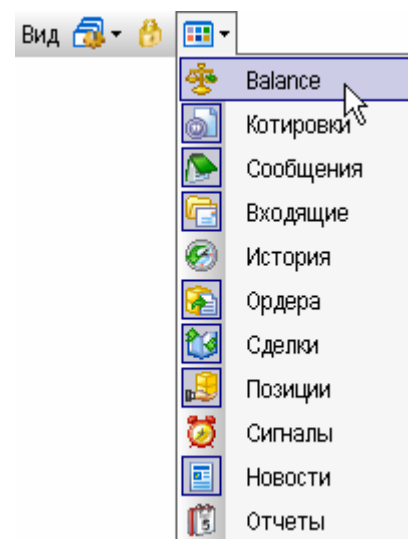 Вид
Balance
Котировки
Сообщения
Входящие
История
Ордера
Сделки
Позиции
Сигналы
Новости
Отчеты